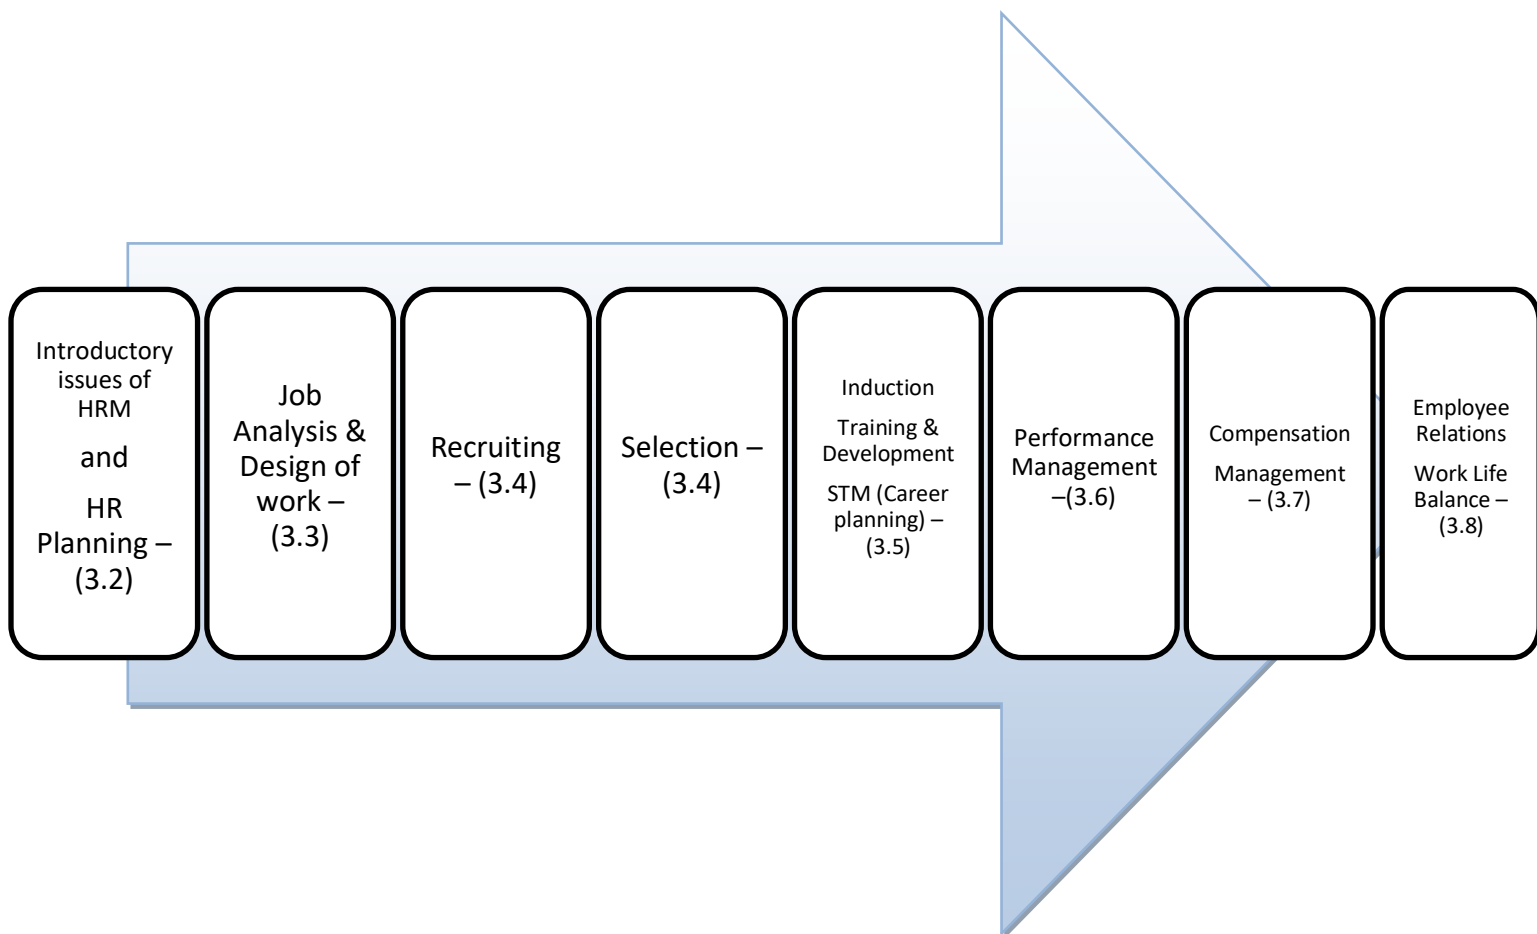 Introductory
issues of
HRM
and
HR
Planning –
(3.2)
Job
Analysis &
Design of
work –
(3.3)
Recruiting
– (3.4)
Selection –
(3.4)
Induction
Training &
Development
STM (Career
planning) –
(3.5)
Performance
Management
–(3.6)
Compensation
Management
– (3.7)
Employee
Relations
Work Life
Balance –
(3.8)